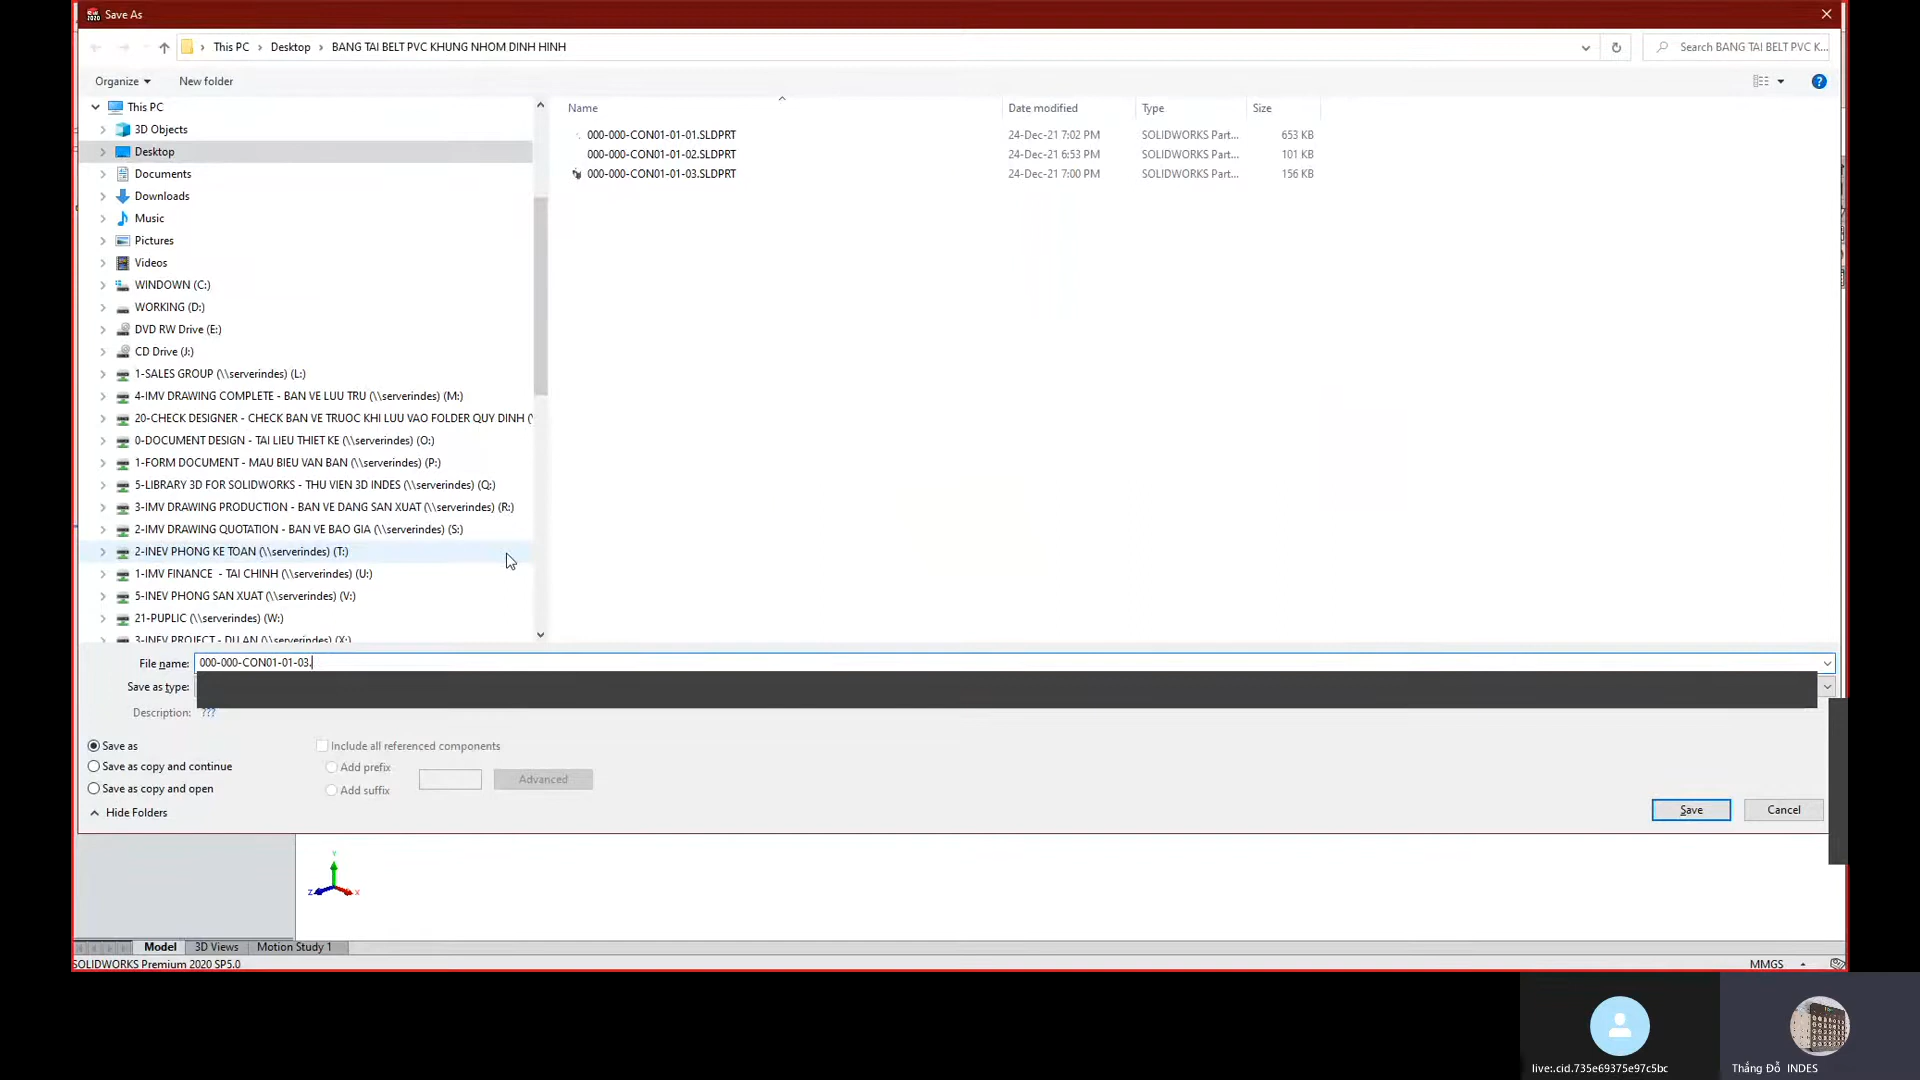 Save As
This PC > Desktop > BANG TAI BELT PVC KHUNG NHOM DINH HINH
Search BANG TAI BELT PVC K...
Organize
New folder
Name Date modified Type Size
000-000-CON01-01-01.SLDPRT 24-Dec-21 7:02 PM SOLIDWORKS Part... 653 KB
000-000-CON01-01-02.SLDPRT 24-Dec-21 6:53 PM SOLIDWORKS Part... 101 KB
000-000-CON01-01-03.SLDPRT 24-Dec-21 7:00 PM SOLIDWORKS Part... 156 KB
This PC
3D Objects
Desktop
Documents
Downloads
Music
Pictures
Videos
WINDOWN (C:)
WORKING (D:)
DVD RW Drive (E:)
CD Drive (J:)
1-SALES GROUP (\\serverindes) (L:)
4-IMV DRAWING COMPLETE - BAN VE LUU TRU (\\serverindes) (M:)
20-CHECK DESIGNER - CHECK BAN VE TRUOC KHI LUU VAO FOLDER QUY DINH (\
0-DOCUMENT DESIGN - TAI LIEU THIET KE (\\serverindes) (O:)
1-FORM DOCUMENT - MAU BIEU VAN BAN (\\serverindes) (P:)
5-LIBRARY 3D FOR SOLIDWORKS - THU VIEN 3D INDES (\\serverindes) (Q:)
3-IMV DRAWING PRODUCTION - BAN VE DANG SAN XUAT (\\serverindes) (R:)
2-IMV DRAWING QUOTATION - BAN VE BAO GIA (\\serverindes) (S:)
2-INEV PHONG KE TOAN (\\serverindes) (T:)
1-IMV FINANCE - TAI CHINH (\\serverindes) (U:)
5-INEV PHONG SAN XUAT (\\serverindes) (V:)
21-PUPLIC (\\serverindes) (W:)
3-INEV PROJECT - DU AN (\\serverindes) (X:)
File name: 000-000-CON01-01-03.
Save as type:
Description: ???
Save as
Save as copy and continue
Save as copy and open
Include all referenced components
Add prefix
Add suffix
Advanced
Hide Folders
Save
Cancel
Y
Z
X
Model
3D Views
Motion Study 1
SOLIDWORKS Premium 2020 SP5.0
MMGS
live:.cid.735e69375e97c5bc
Thắng Đỗ INDES